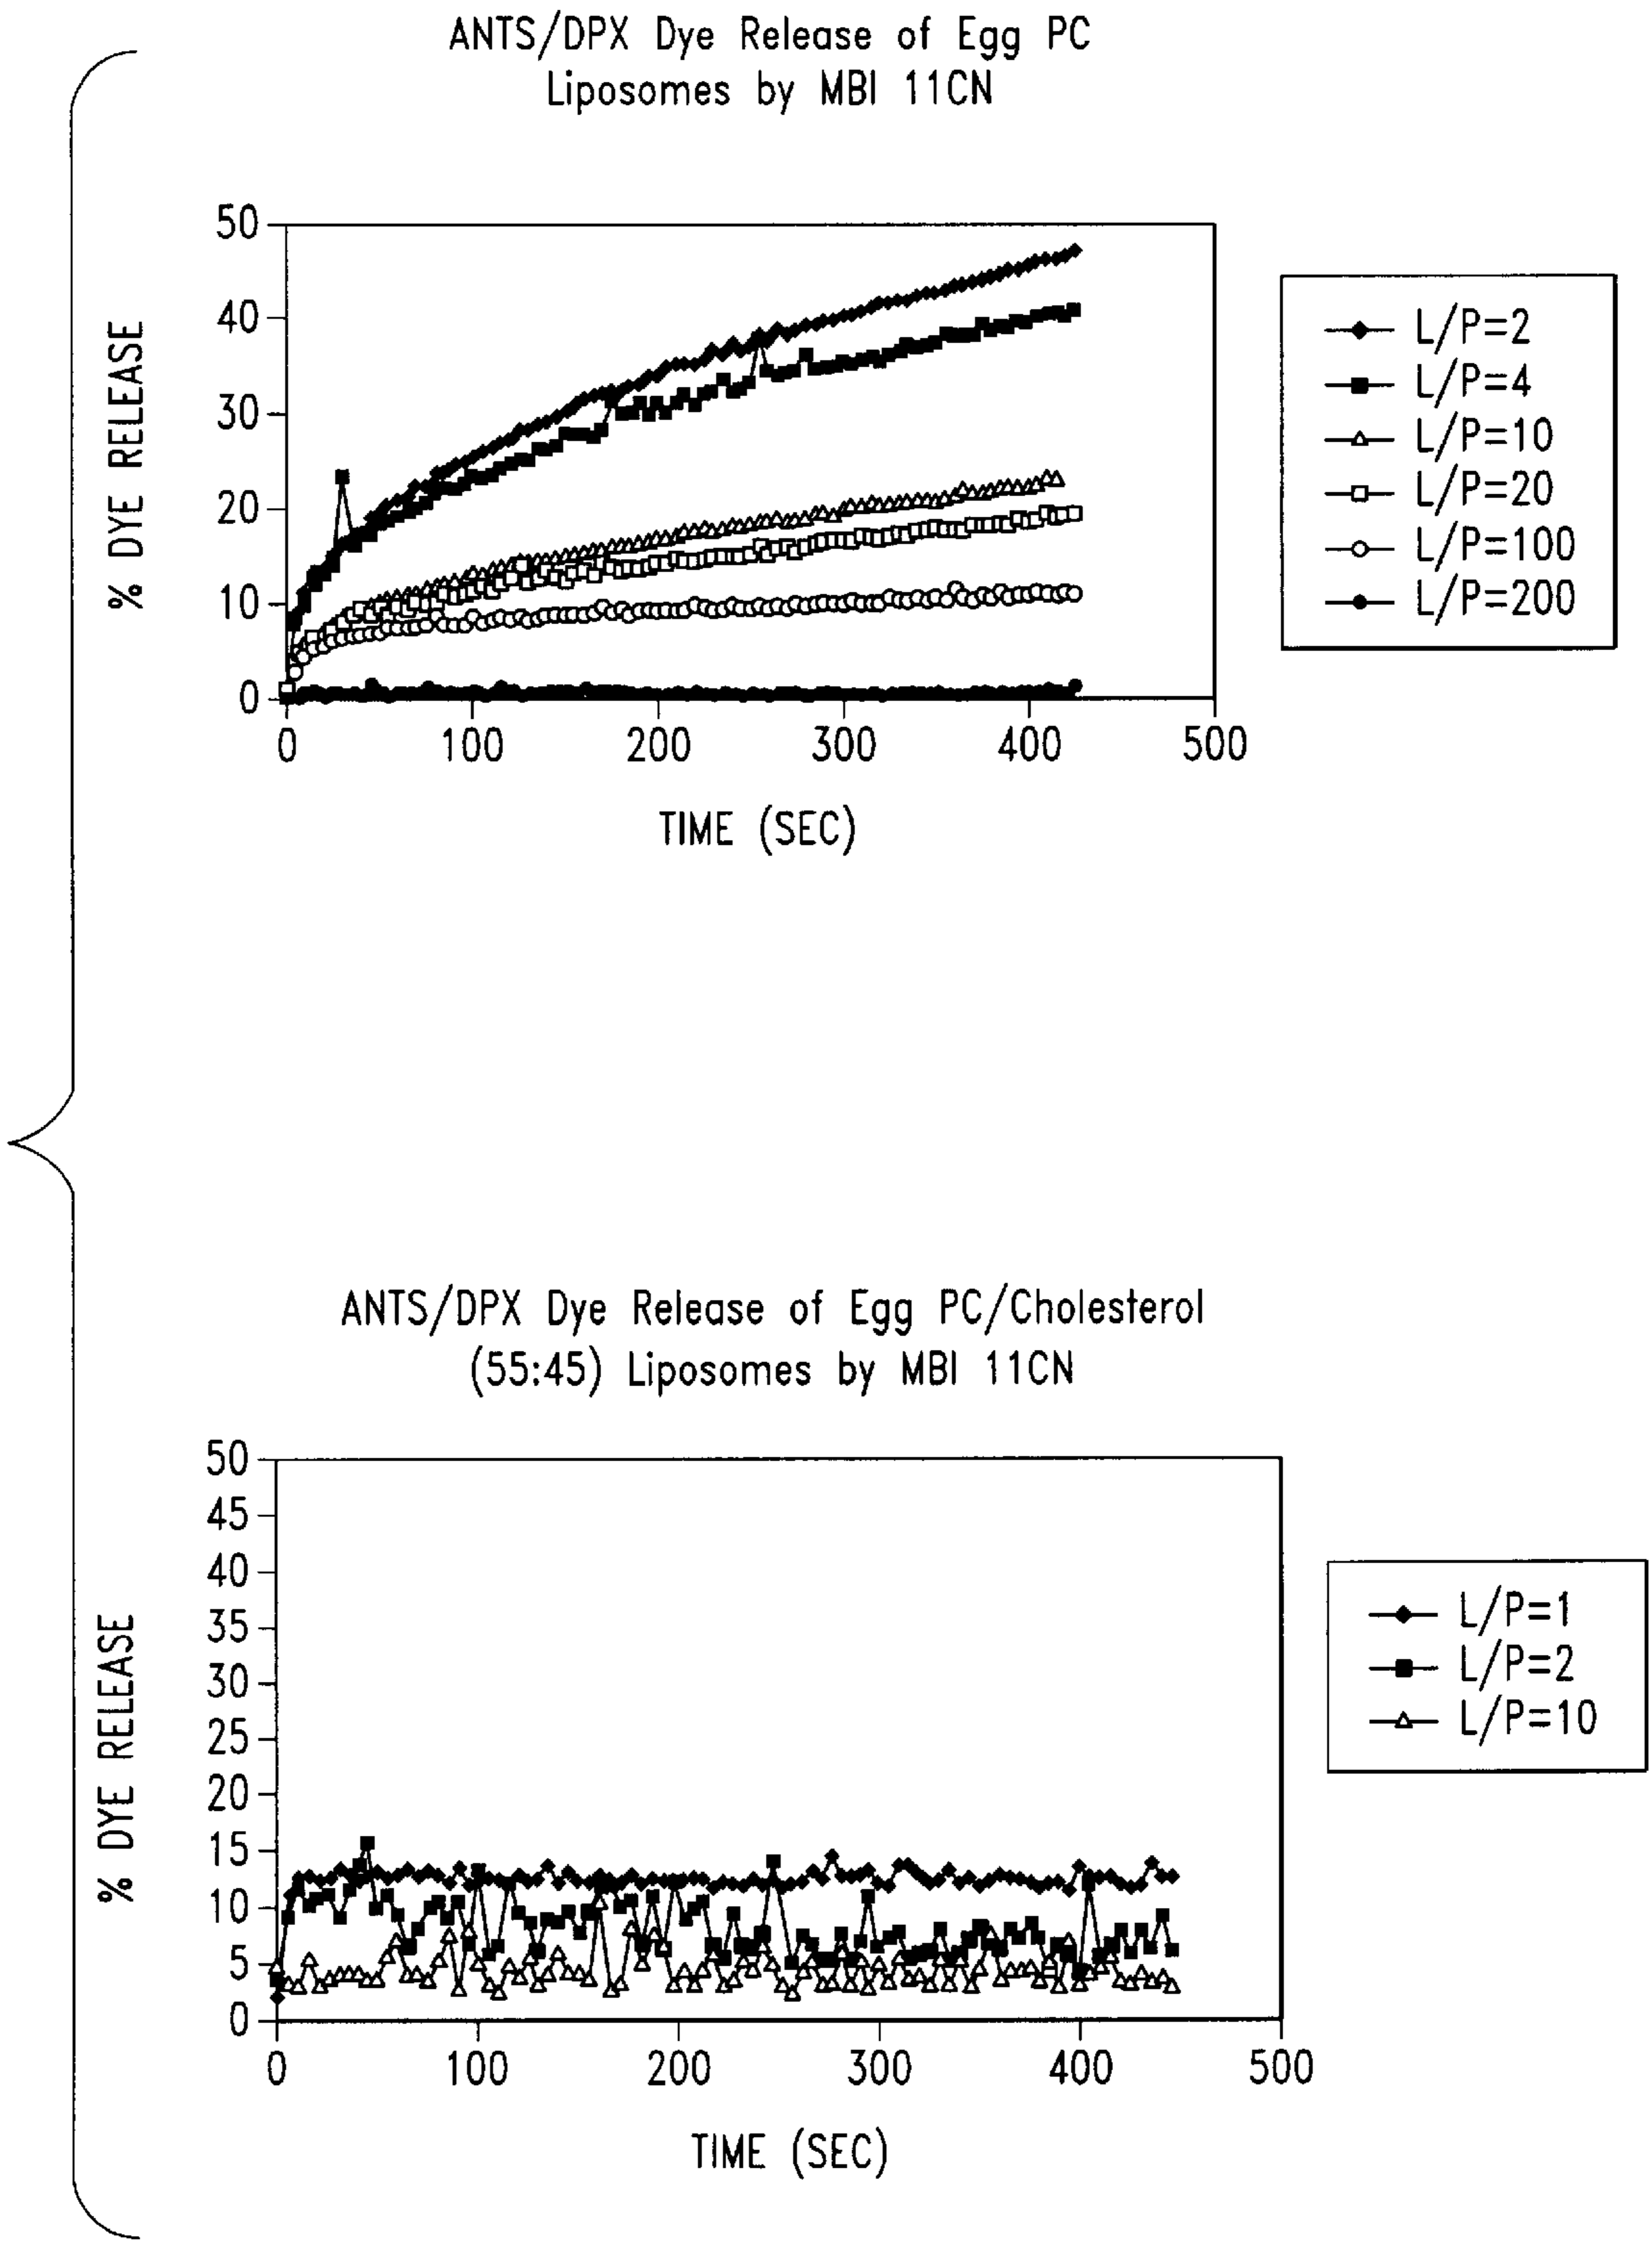 ANTS/DPX Dye Release of Egg PC
Liposomes by MBI 11CN
% DYE RELEASE
50
40
30
20
10
0
0 100 200 300 400 500
TIME (SEC)
L/P=2
L/P=4
L/P=10
L/P=20
L/P=100
L/P=200
ANTS/DPX Dye Release of Egg PC/Cholesterol
(55:45) Liposomes by MBI 11CN
% DYE RELEASE
50
45
40
35
30
25
20
15
10
5
0
0 100 200 300 400 500
TIME (SEC)
L/P=1
L/P=2
L/P=10